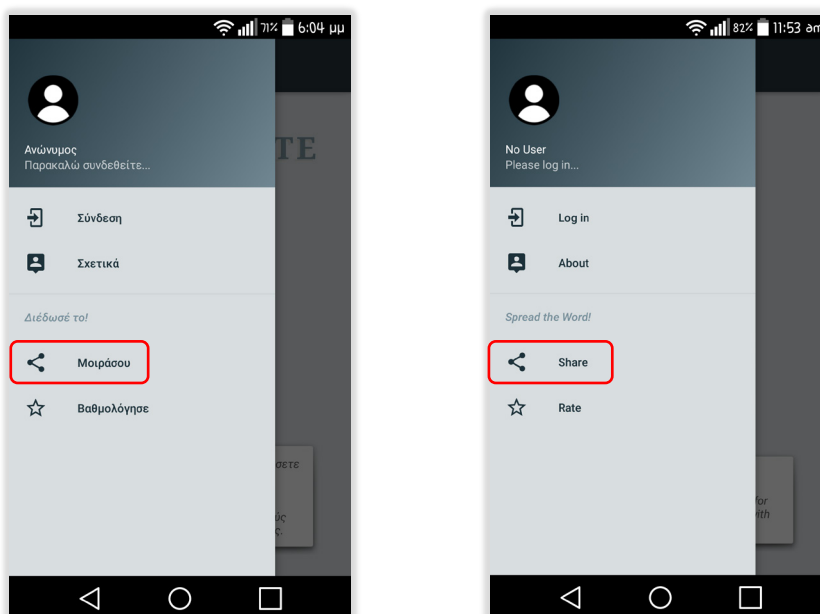 71% 6:04 μμ
TE
Ανώνυμος
Παρακαλώ συνδεθείτε...
Σύνδεση
Σχετικά
Διέδωσέ το!
Μοιράσου
Βαθμολόγησε
σετε
ύς
ς.
82% 11:53
No User
Please log in...
Log in
About
Spread the Word!
Share
Rate
for
with